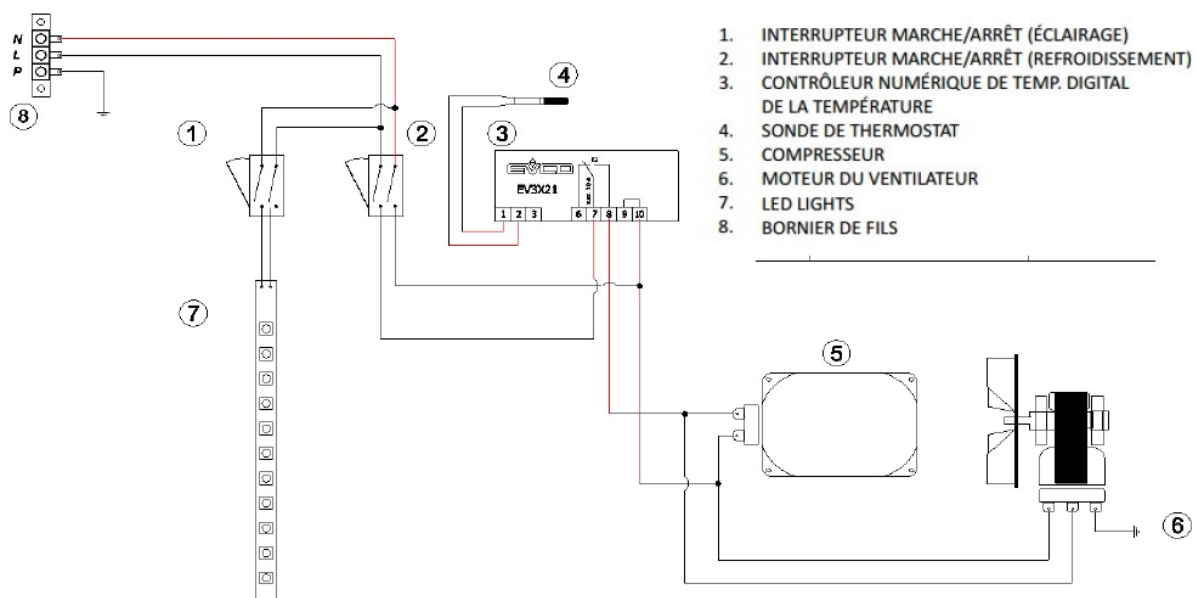 N
L
P
8
1
2
3
4
EVCO
EV3X21
1 2 3
6 7 8 9 10
7
5
6
1. INTERRUPTEUR MARCHE/ARRÊT (ÉCLAIRAGE)
2. INTERRUPTEUR MARCHE/ARRÊT (REFROIDISSEMENT)
3. CONTRÔLEUR NUMÉRIQUE DE TEMP. DIGITAL
DE LA TEMPÉRATURE
4. SONDE DE THERMOSTAT
5. COMPRESSEUR
6. MOTEUR DU VENTILATEUR
7. LED LIGHTS
8. BORNIER DE FILS